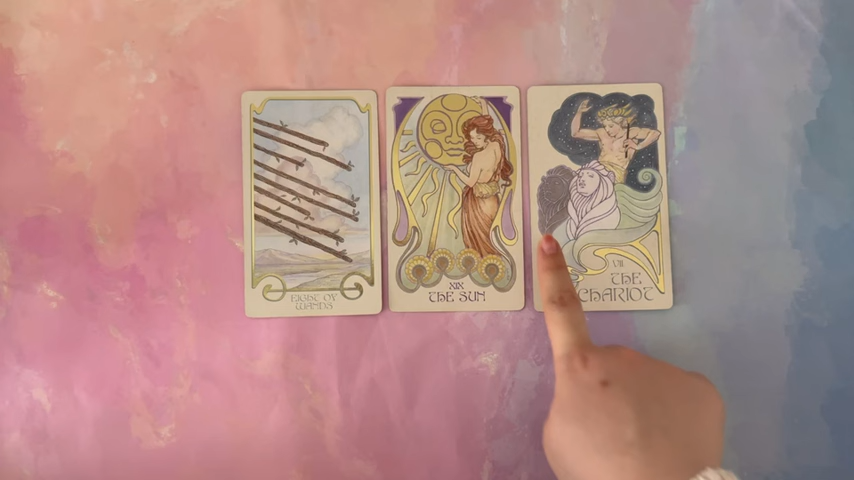 EIGHT OF
WANDS
XIX
THE SUN
VII
THE
CHARIOT